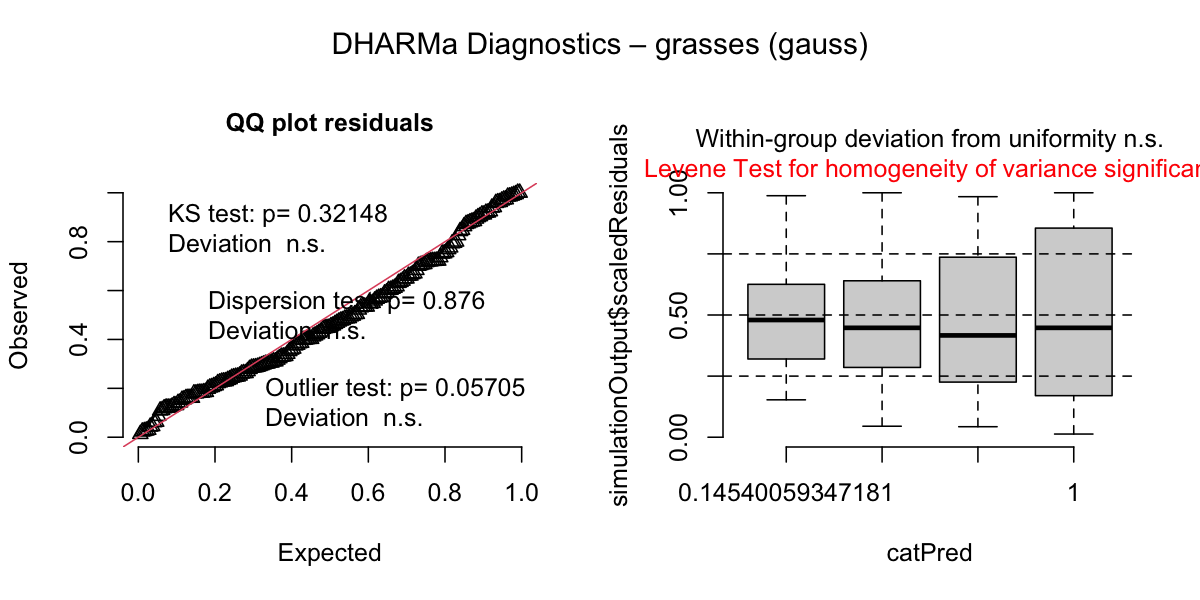 DHARMa Diagnostics – grasses (gauss)
QQ plot residuals
KS test: p= 0.32148
Deviation n.s.
Dispersion test: p= 0.876
Deviation n.s.
Outlier test: p= 0.05705
Deviation n.s.
Observed
0.0
0.4
0.8
0.0 0.2 0.4 0.6 0.8 1.0
Expected
Within-group deviation from uniformity n.s.
Levene Test for homogeneity of variance significan
simulationOutput$scaledResiduals
1.00
0.50
0.00
0.14540059347181 1
catPred